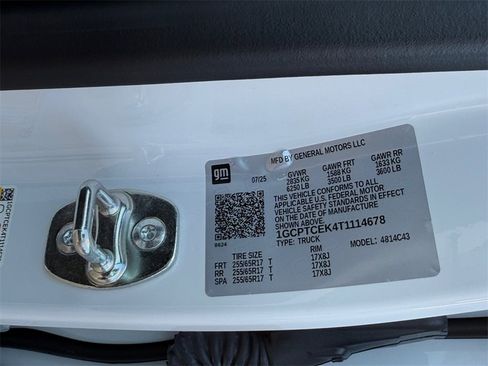 gm
MFD BY GENERAL MOTORS LLC
07/25
GVWR GAWR FRT GAWR RR
2835 KG 1588 KG 1633 KG
6250 LB 3500 LB 3600 LB
THIS VEHICLE CONFORMS TO ALL
APPLICABLE U.S. FEDERAL MOTOR
VEHICLE SAFETY STANDARDS IN EFFECT
ON THE DATE OF MANUFACTURE
SHOWN ABOVE.
1GCPTCEK4T1114678
TYPE: TRUCK MODEL: 4814C43
8624
TIRE SIZE RIM
FRT 255/65R17 T 17X8J
RR 255/65R17 T 17X8J
SPA 255/65R17 T 17X8J